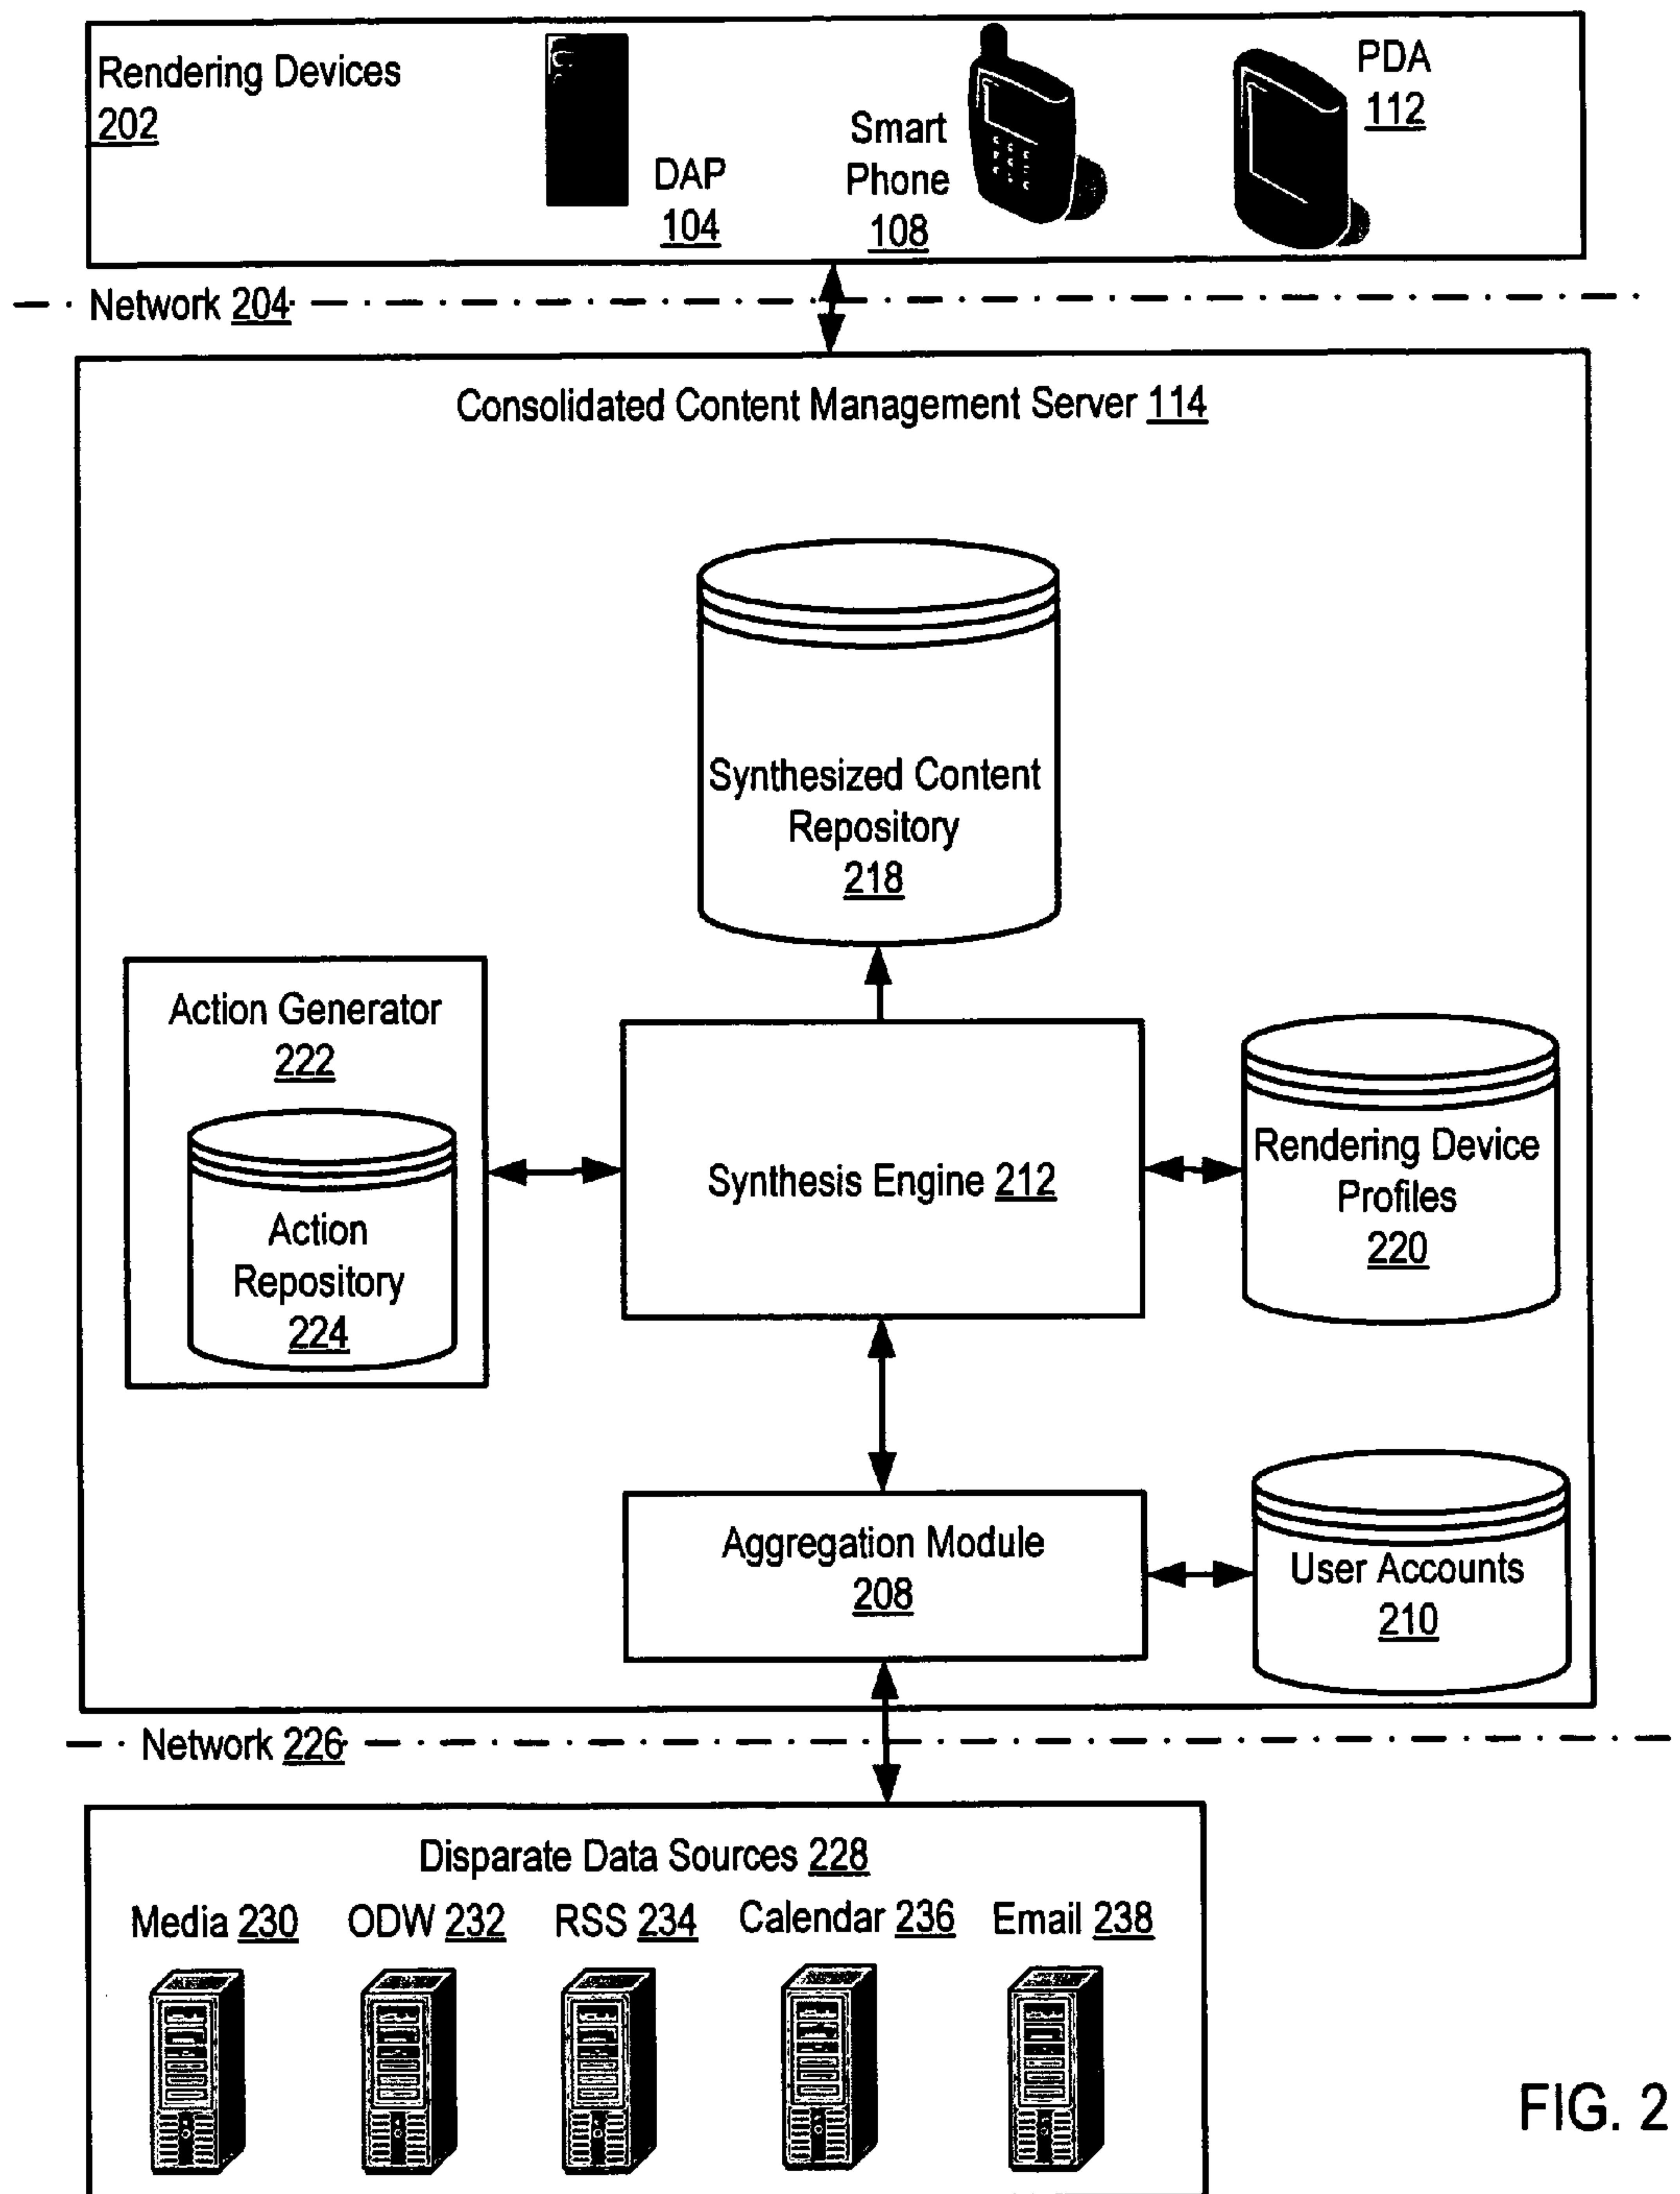 Rendering Devices
202
DAP
104
Smart
Phone
108
PDA
112
Network 204
Consolidated Content Management Server 114
Synthesized Content
Repository
218
Action Generator
222
Action
Repository
224
Synthesis Engine 212
Rendering Device
Profiles
220
Aggregation Module
208
User Accounts
210
Network 226
Disparate Data Sources 228
Media 230 ODW 232 RSS 234 Calendar 236 Email 238
FIG. 2